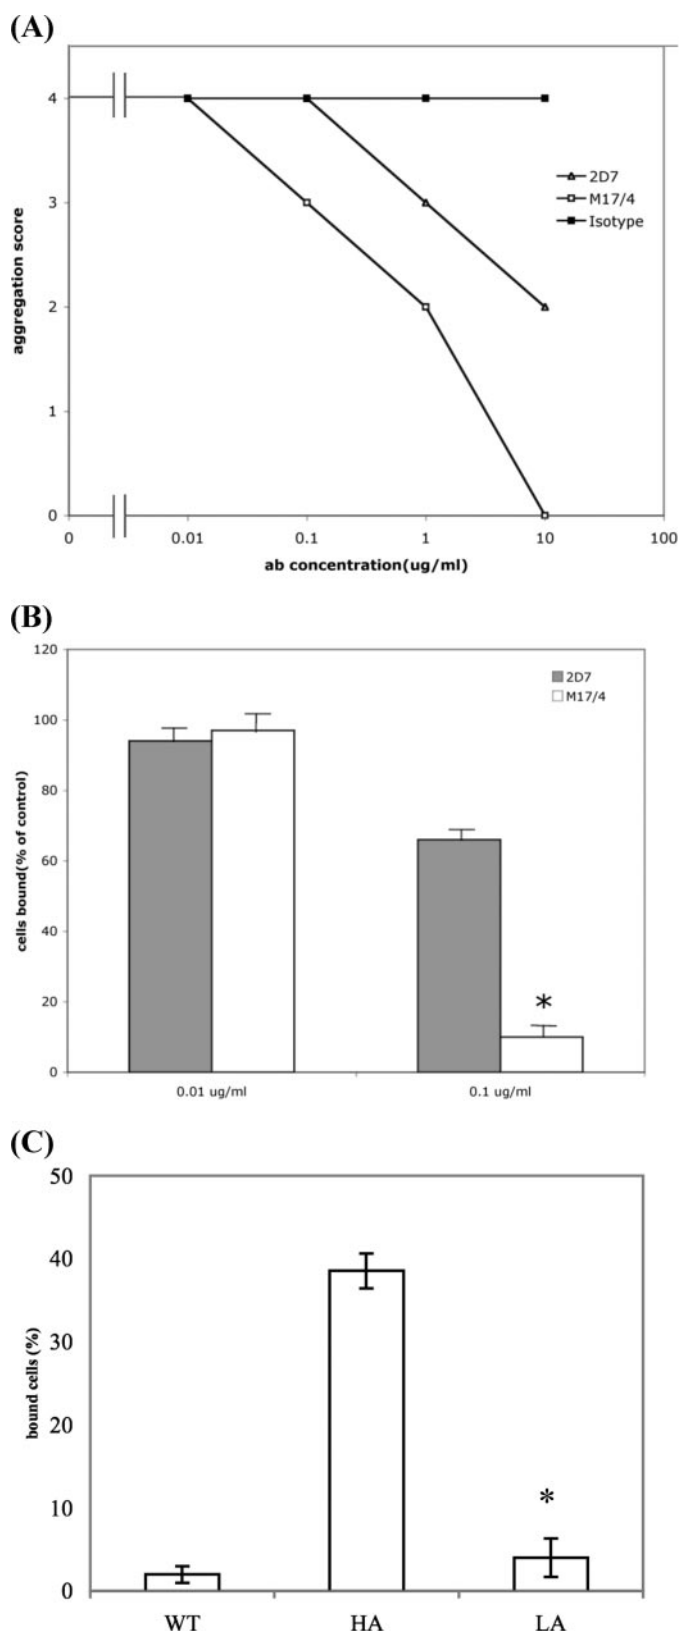 (A)
4
3
2
1
0
aggregation score
2D7
M17/4
Isotype
0 0.01 0.1 1 10 100
ab concentration(ug/ml)
(B)
120
100
80
60
40
20
0
cells bound(% of control)
2D7
M17/4
*
0.01 ug/ml 0.1 ug/ml
(C)
50
40
30
20
10
0
bound cells (%)
*
WT HA LA